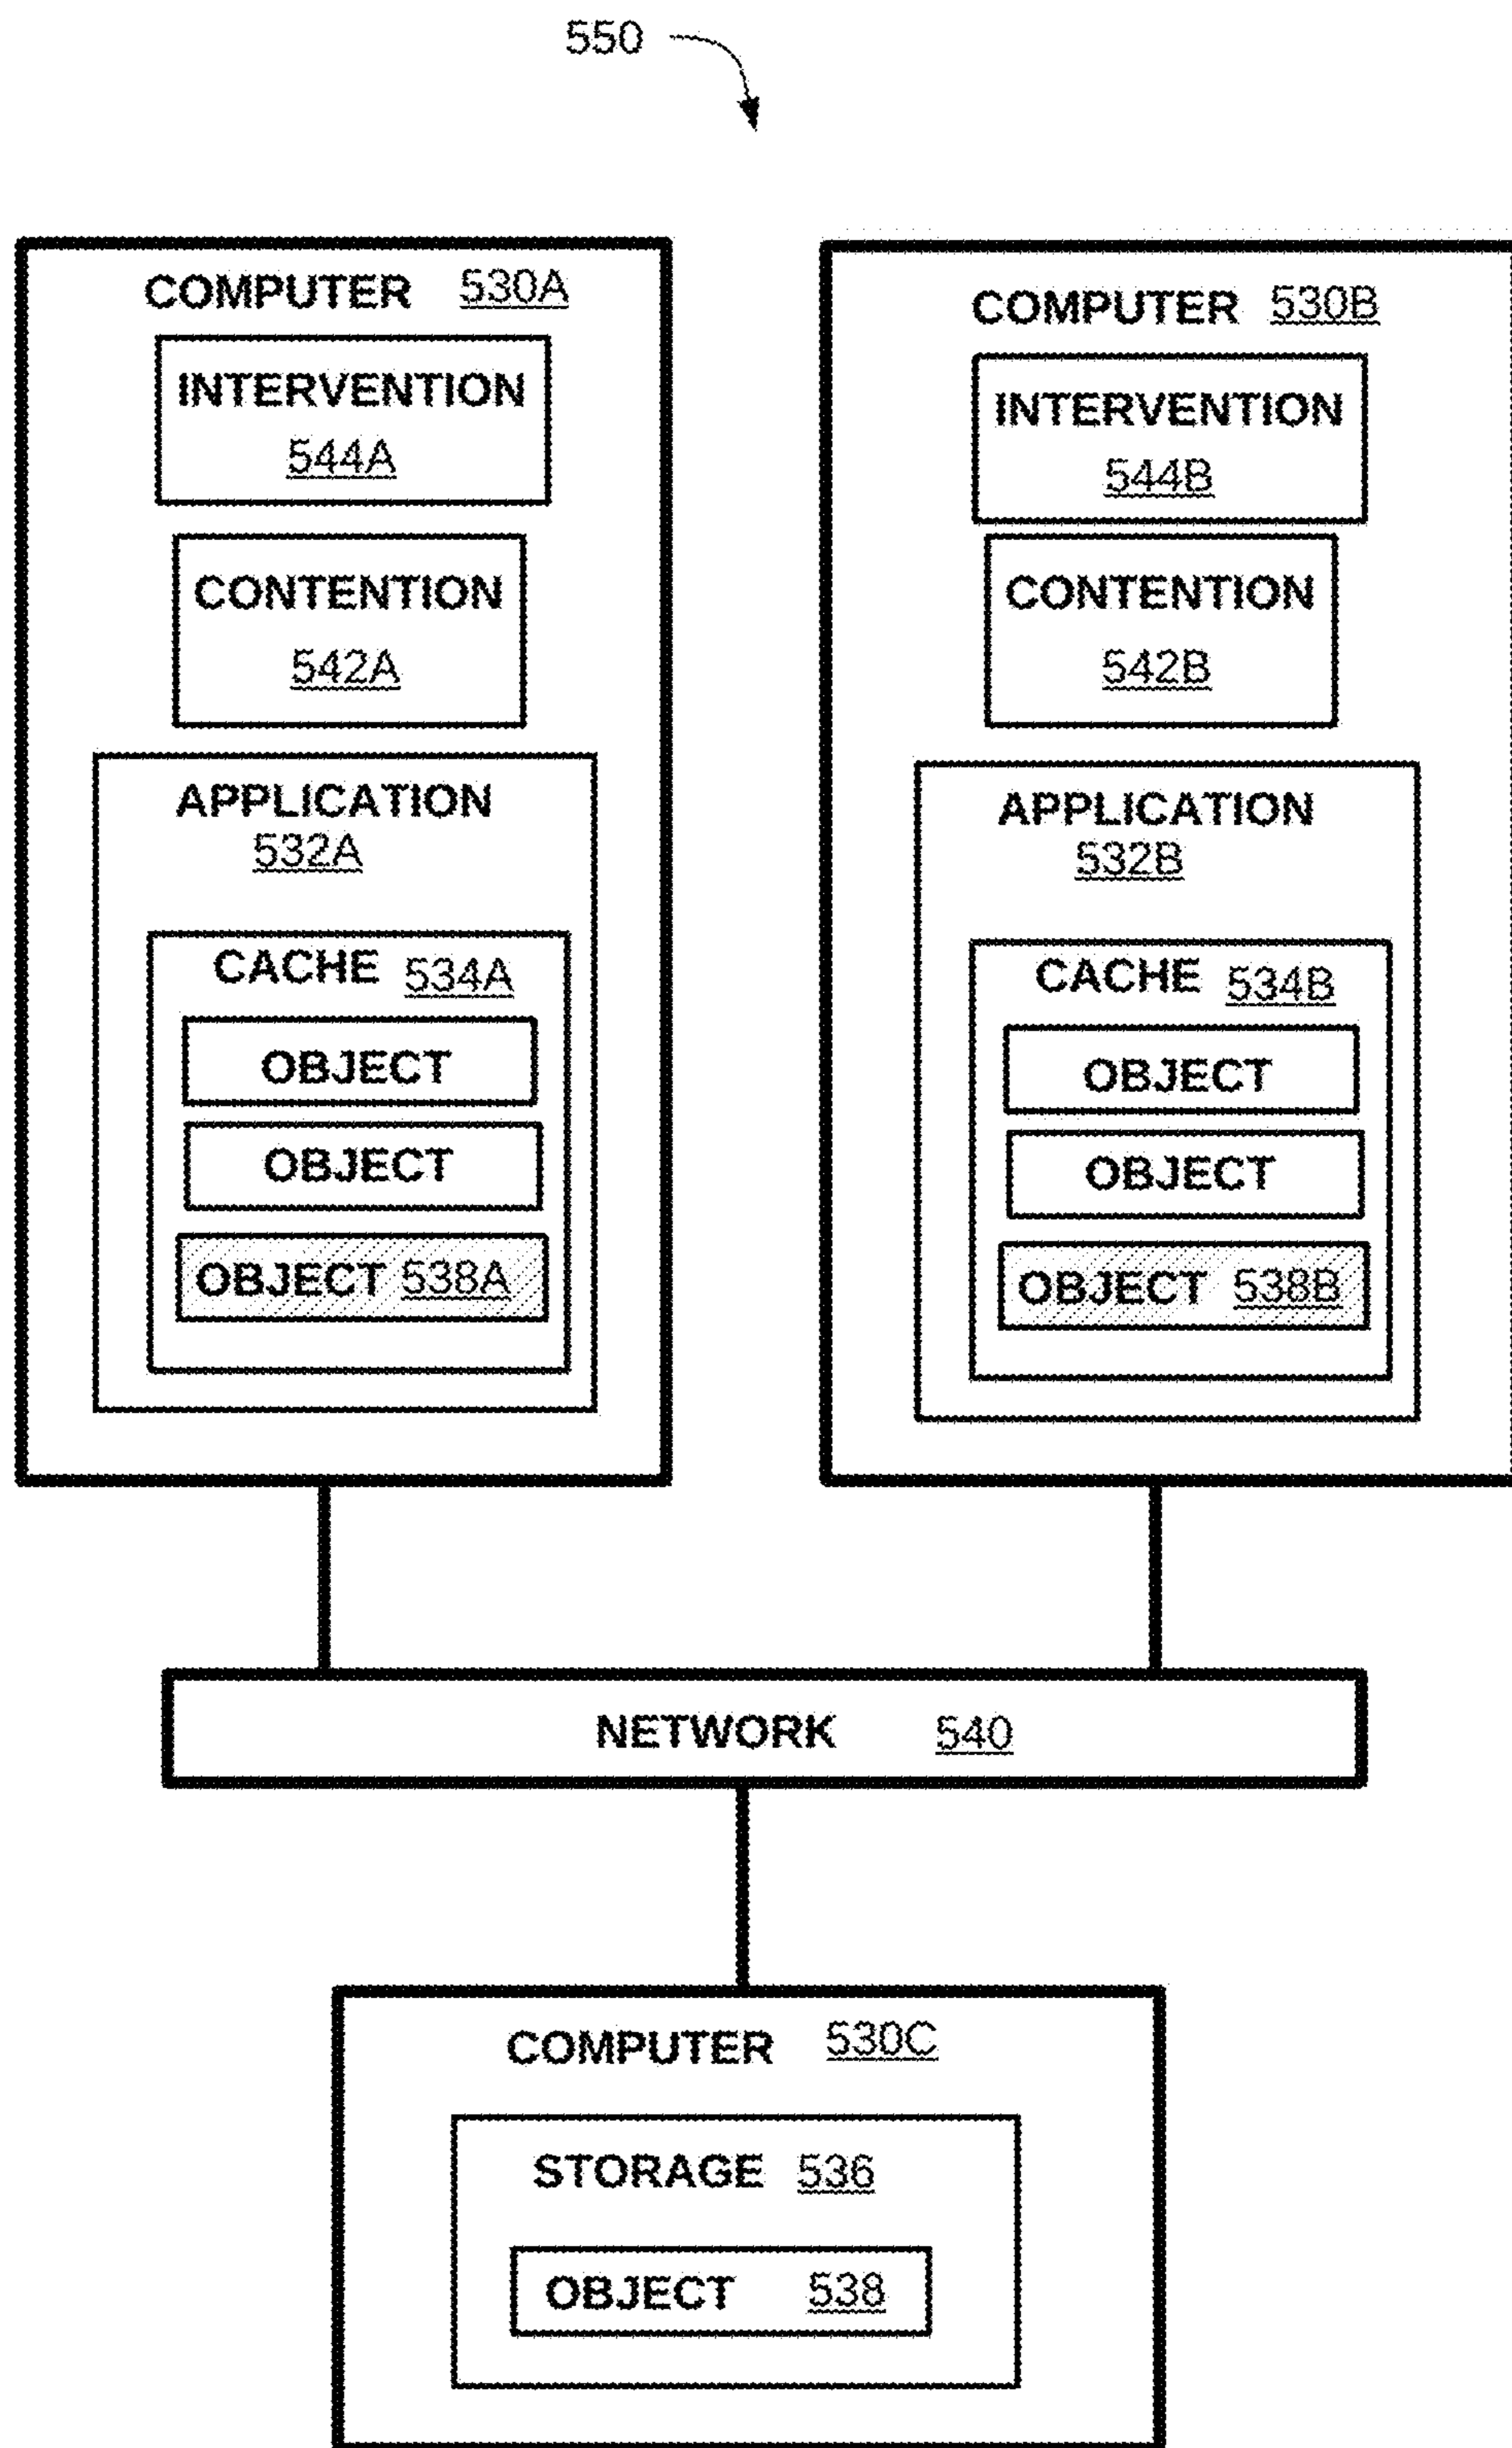 550
COMPUTER 530A
INTERVENTION
544A
CONTENTION
542A
APPLICATION
532A
CACHE 534A
OBJECT
OBJECT
OBJECT 538A
COMPUTER 530B
INTERVENTION
544B
CONTENTION
542B
APPLICATION
532B
CACHE 534B
OBJECT
OBJECT
OBJECT 538B
NETWORK 540
COMPUTER 530C
STORAGE 536
OBJECT 538